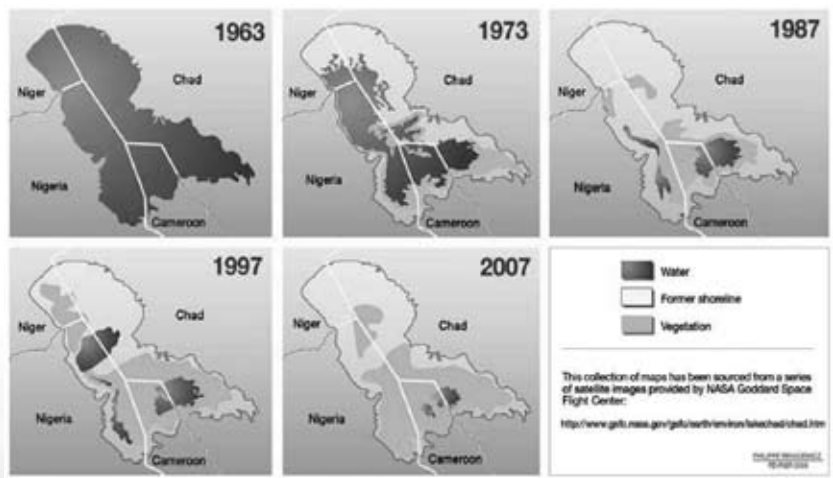 1963
Chad
Niger
Nigeria
Cameroon
1973
Chad
Niger
Nigeria
Cameroon
1987
Chad
Niger
Nigeria
Cameroon
1997
Chad
Niger
Nigeria
Cameroon
2007
Chad
Niger
Nigeria
Cameroon
Water
Former shoreline
Vegetation
This collection of maps has been sourced from a series
of satellite images provided by NASA Goddard Space
Flight Center:
http://www.gsfc.nasa.gov/gsfc/earth/environ/lakechad/chad.htm
PHILIPPE REKACEWICZ